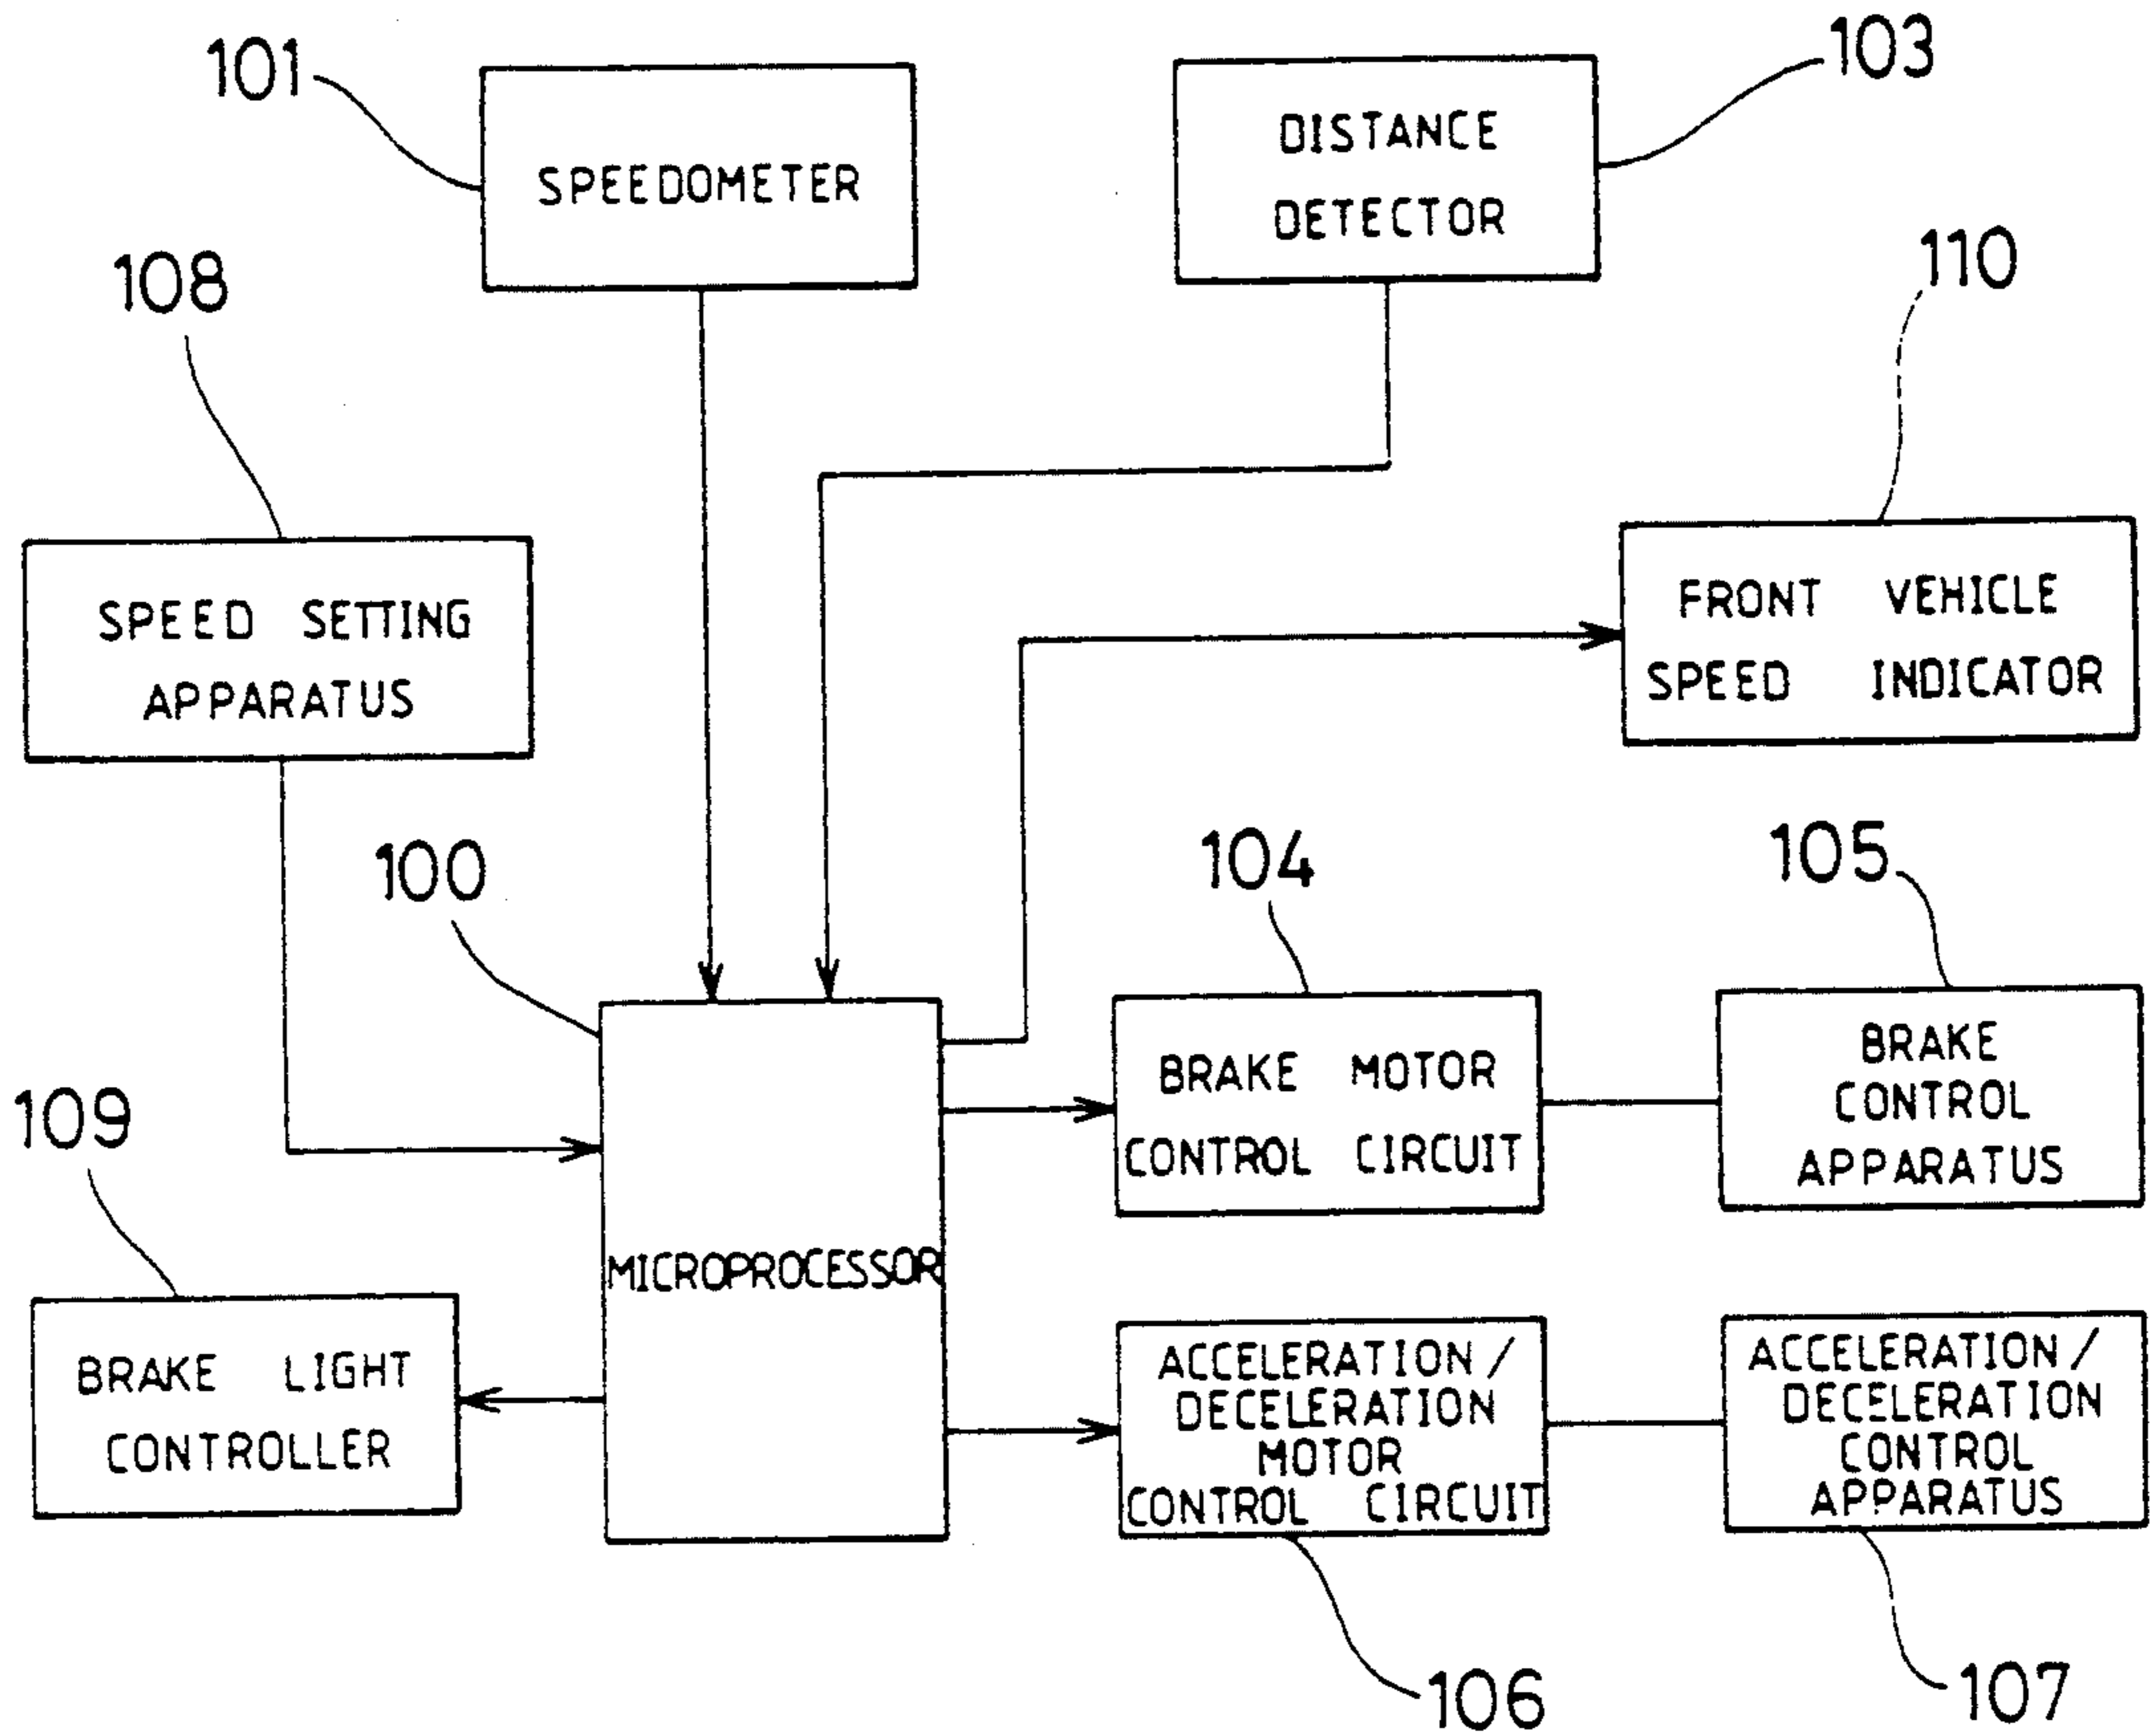 101
SPEEDOMETER
DISTANCE
DETECTOR
103
108
110
SPEED SETTING
APPARATUS
FRONT VEHICLE
SPEED INDICATOR
100
104
105
109
MICROPROCESSOR
BRAKE MOTOR
CONTROL CIRCUIT
BRAKE
CONTROL
APPARATUS
BRAKE LIGHT
CONTROLLER
ACCELERATION/
DECELERATION
MOTOR
CONTROL CIRCUIT
ACCELERATION/
DECELERATION
CONTROL
APPARATUS
106
107